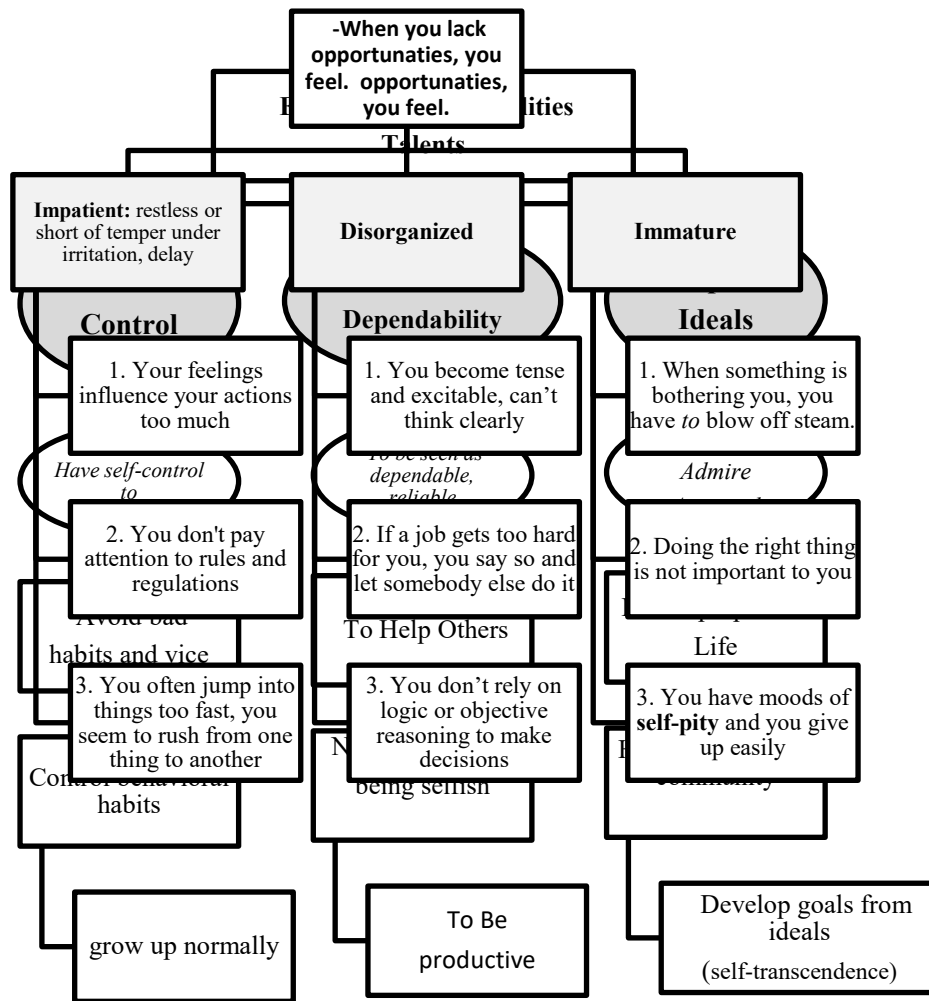 -When you lack
opportunaties, you
feel. opportunaties,
you feel.
Talents
Impatient: restless or
short of temper under
irritation, delay
Disorganized
Immature
Control
Dependability
Ideals
1. Your feelings
influence your actions
too much
1. You become tense
and excitable, can’t
think clearly
1. When something is
bothering you, you
have to blow off steam.
Have self-control
to
To be seen as
dependable,
reliable
Admire
2. You don't pay
attention to rules and
regulations
2. If a job gets too hard
for you, you say so and
let somebody else do it
2. Doing the right thing
is not important to you
Avoid bad
habits and vice
To Help Others
Life
3. You often jump into
things too fast, you
seem to rush from one
thing to another
3. You don’t rely on
logic or objective
reasoning to make
decisions
3. You have moods of
self-pity and you give
up easily
Control behavioral
habits
being selfish
community
grow up normally
To Be
productive
Develop goals from
ideals
(self-transcendence)